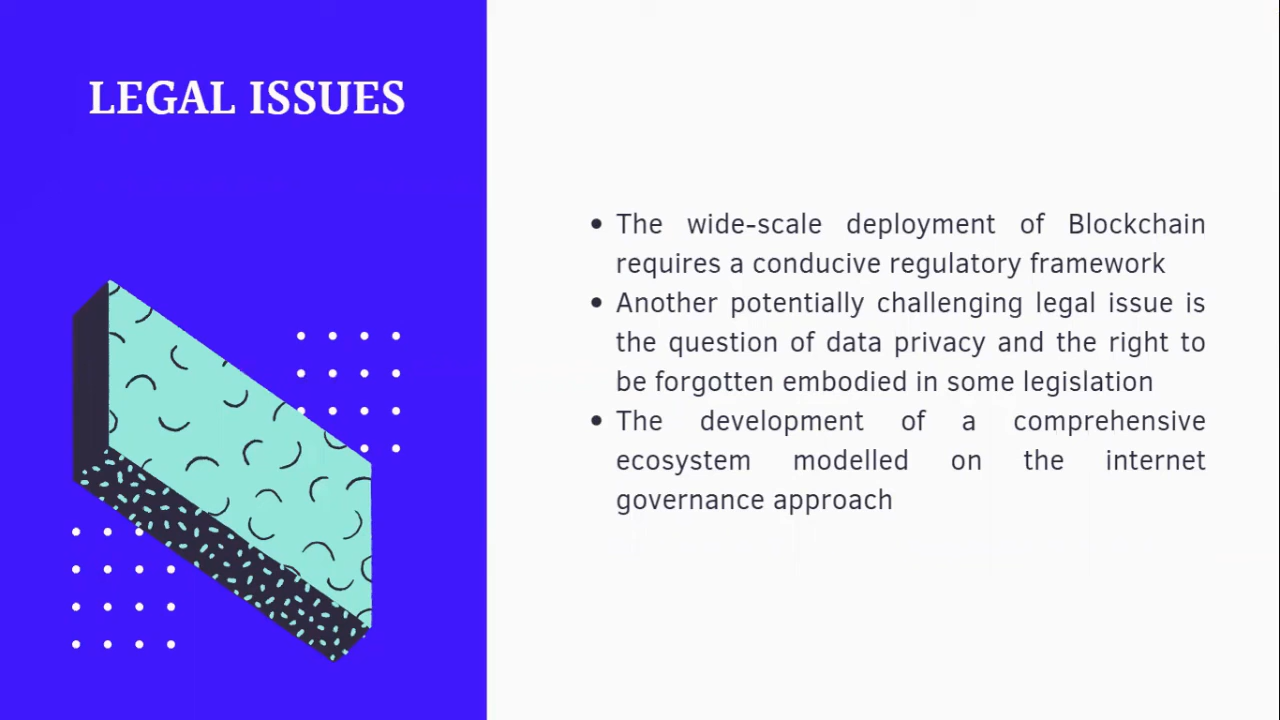 LEGAL ISSUES
• The wide-scale deployment of Blockchain
requires a conducive regulatory framework
• Another potentially challenging legal issue is
the question of data privacy and the right to
be forgotten embodied in some legislation
• The development of a comprehensive
ecosystem modelled on the internet
governance approach